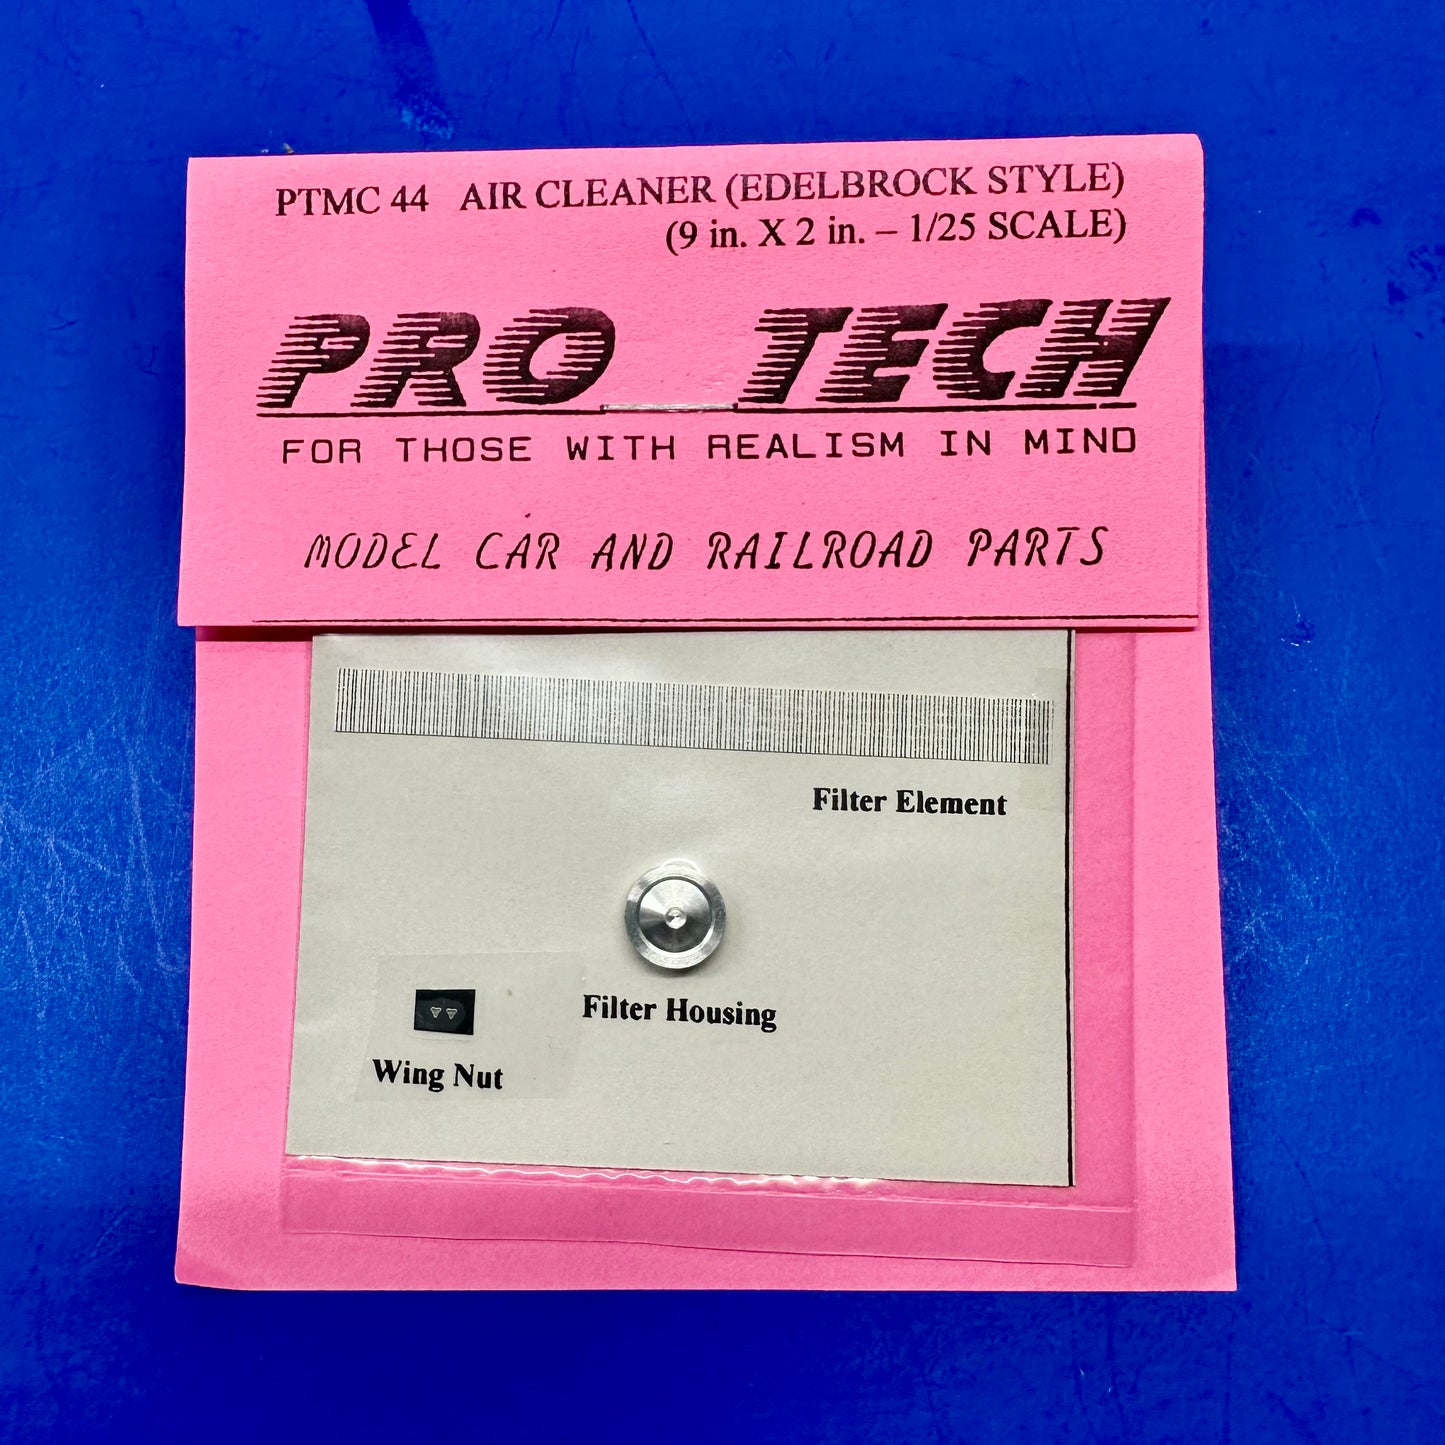 PTMC 44 AIR CLEANER (EDELBROCK STYLE)
(9 in. X 2 in. – 1/25 SCALE)
PRO TECH
FOR THOSE WITH REALISM IN MIND
MODEL CAR AND RAILROAD PARTS
Filter Element
Filter Housing
Wing Nut